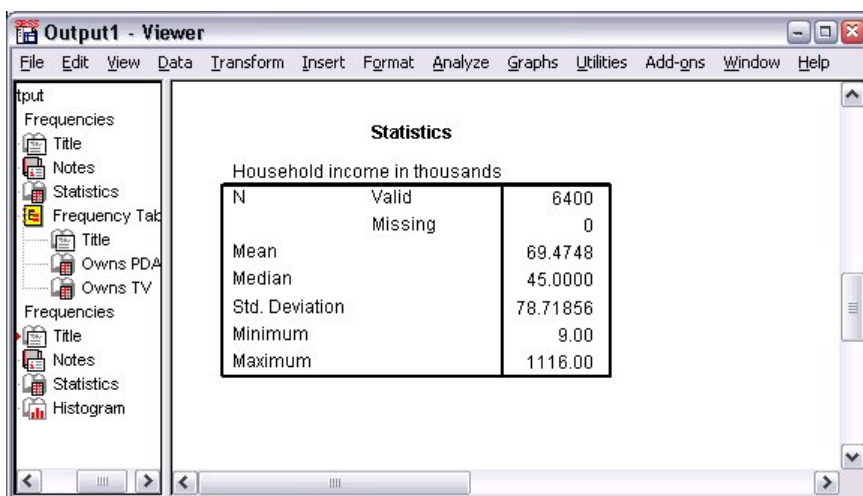 Output1 - Viewer
File Edit View Data Transform Insert Format Analyze Graphs Utilities Add-ons Window Help
tput
Frequencies
Title
Notes
Statistics
Frequency Tab
Title
Owns PDA
Owns TV
Frequencies
Title
Notes
Statistics
Histogram
Statistics
Household income in thousands
N Valid 6400
Missing 0
Mean 69.4748
Median 45.0000
Std. Deviation 78.71856
Minimum 9.00
Maximum 1116.00